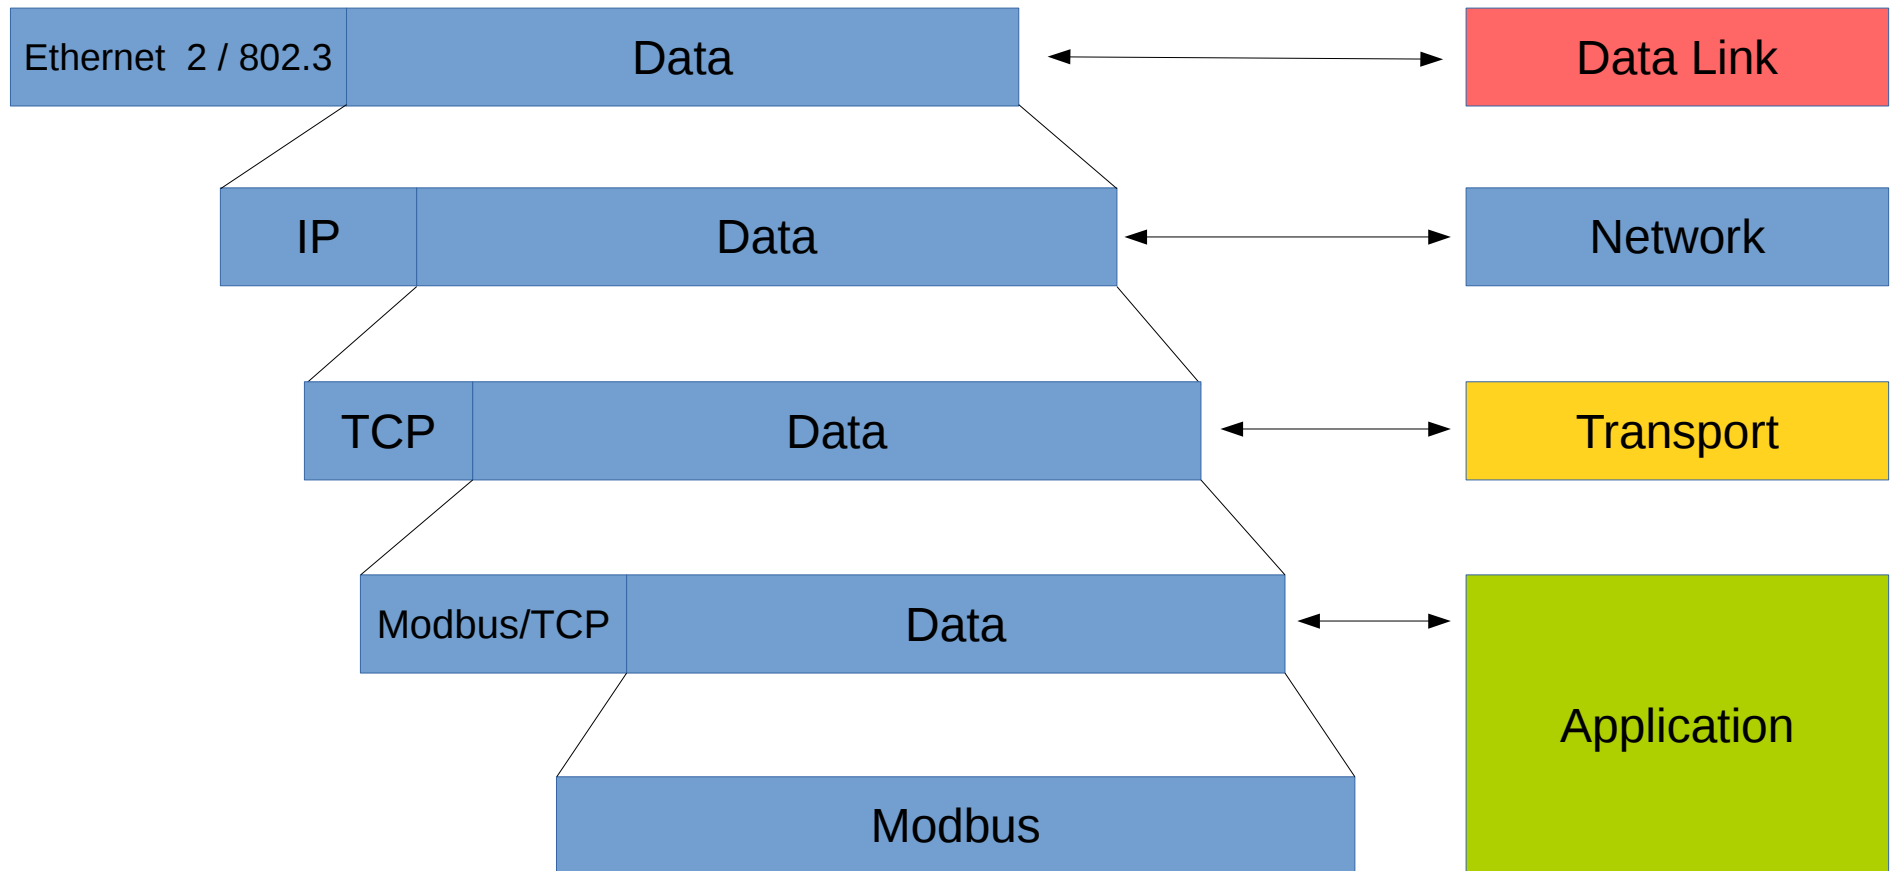 Ethernet  2 / 802.3 Data Data Link
IP Data Network
TCP Data Transport
Modbus/TCP Data
Application
Modbus